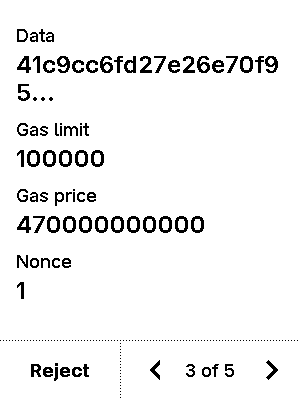 Data
41c9cc6fd27e26e70f9
5...
Gas limit
100000
Gas price
470000000000
Nonce
1
Reject
3 of 5